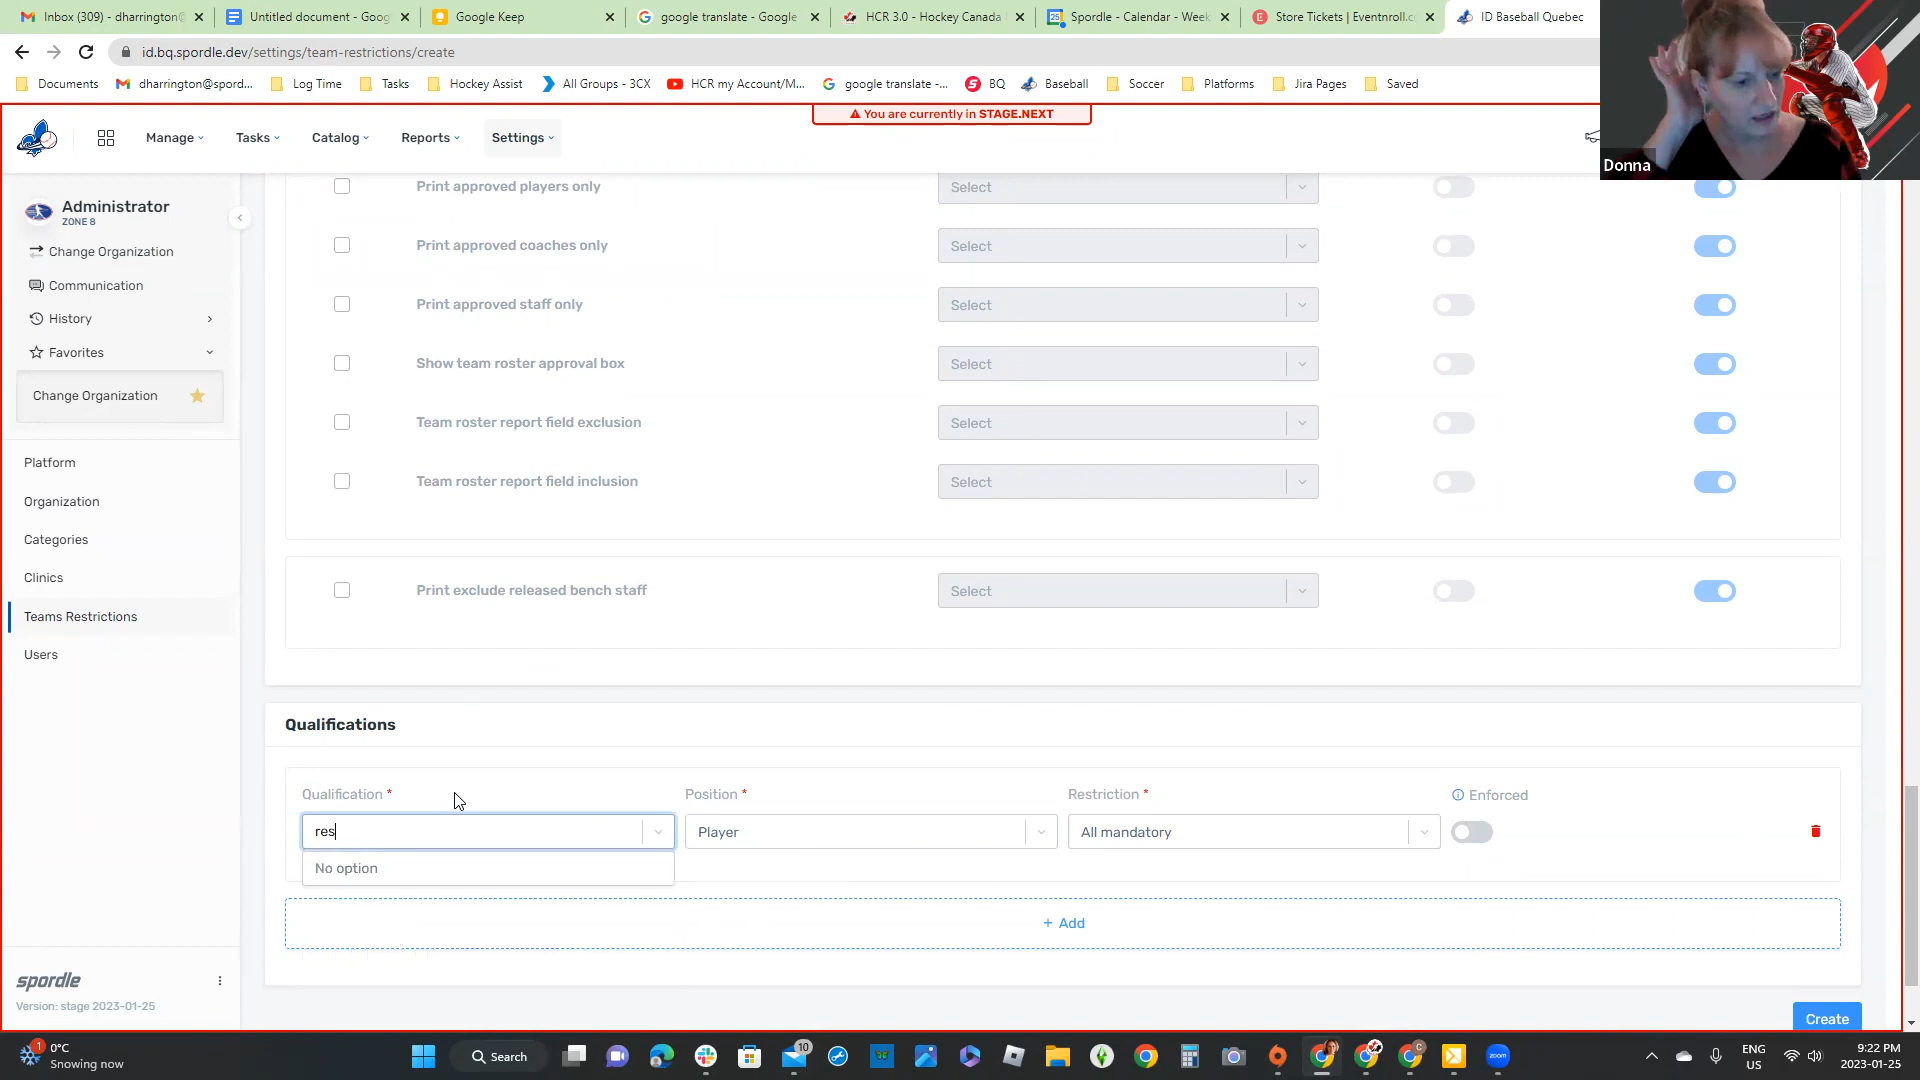 Inbox (309) - dharrington@
Untitled document - Goog
Google Keep
google translate - Google
HCR 3.0 - Hockey Canada
Spordle - Calendar - Week
Store Tickets | Eventnroll.c
ID Baseball Quebec
id.bq.spordle.dev/settings/team-restrictions/create
Documents
dharrington@spord...
Log Time
Tasks
Hockey Assist
All Groups - 3CX
HCR my Account/M...
google translate -...
BQ
Baseball
Soccer
Platforms
Jira Pages
Saved
You are currently in STAGE.NEXT
Manage
Tasks
Catalog
Reports
Settings
Donna
Administrator
ZONE 8
Change Organization
Communication
History
Favorites
Change Organization
Platform
Organization
Categories
Clinics
Teams Restrictions
Users
spordle
Version: stage 2023-01-25
Print approved players only Select
Print approved coaches only Select
Print approved staff only Select
Show team roster approval box Select
Team roster report field exclusion Select
Team roster report field inclusion Select
Print exclude released bench staff Select
Qualifications
Qualification * Position * Restriction * Enforced
res Player All mandatory
No option
+ Add
Create
1
0°C
Snowing now
Search
10
zoom
ENG
US
9:22 PM
2023-01-25